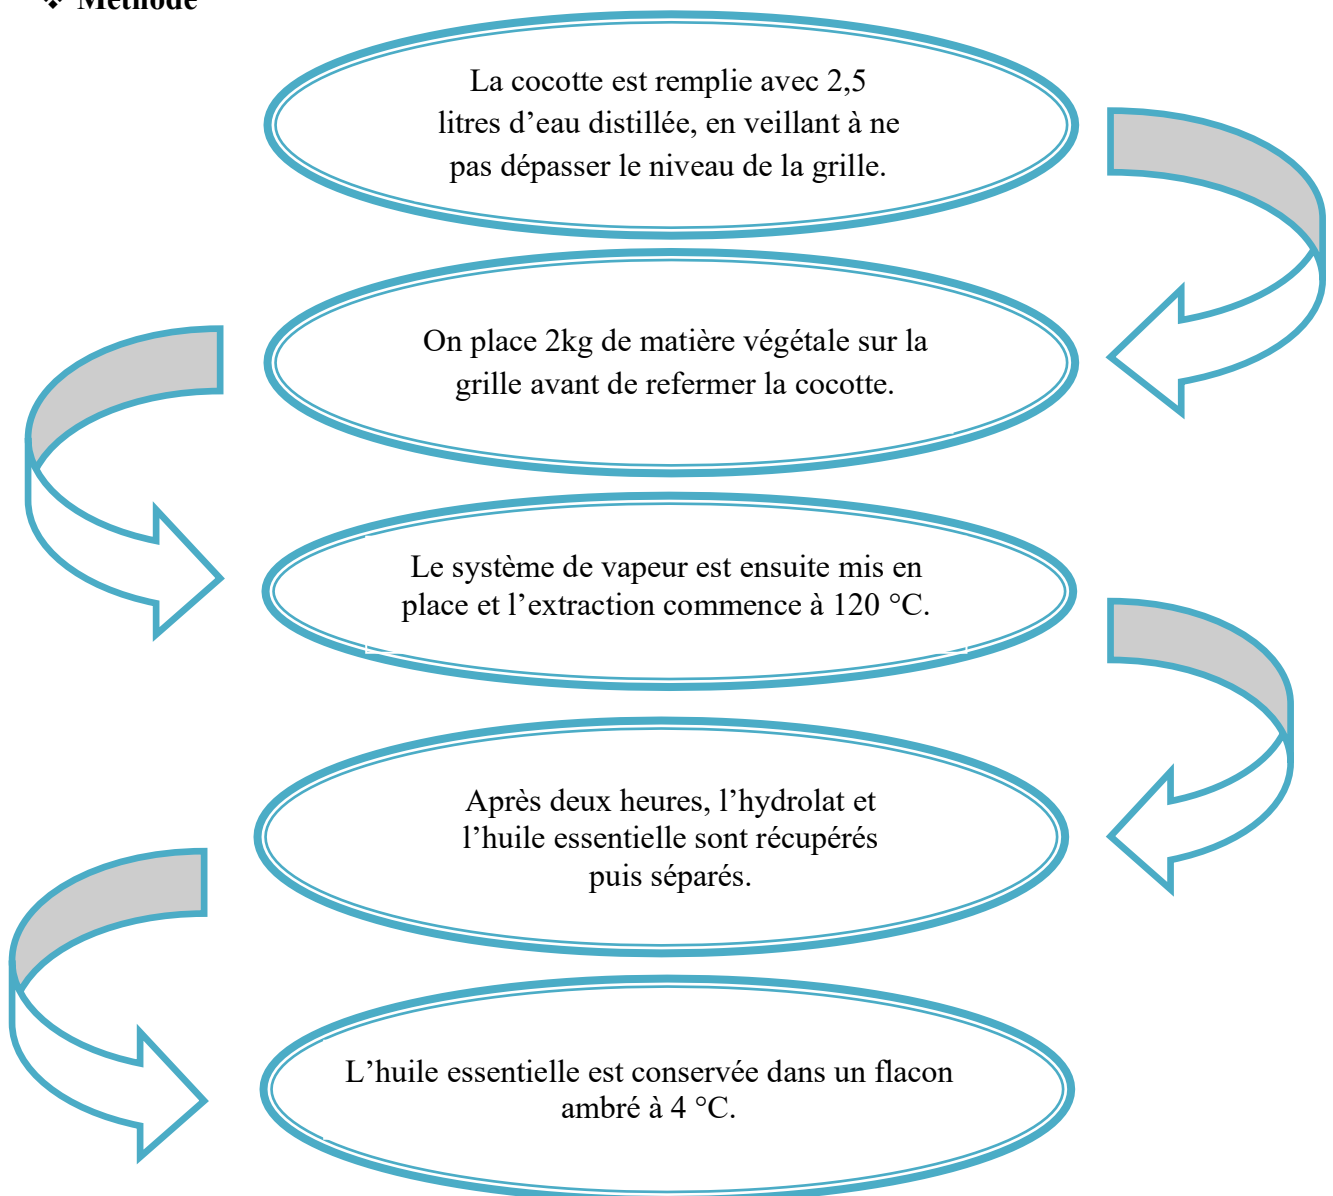 ❖ Méthode
La cocotte est remplie avec 2,5
litres d’eau distillée, en veillant à ne
pas dépasser le niveau de la grille.
On place 2kg de matière végétale sur la
grille avant de refermer la cocotte.
Le système de vapeur est ensuite mis en
place et l’extraction commence à 120 °C.
Après deux heures, l’hydrolat et
l’huile essentielle sont récupérés
puis séparés.
L’huile essentielle est conservée dans un flacon
ambré à 4 °C.